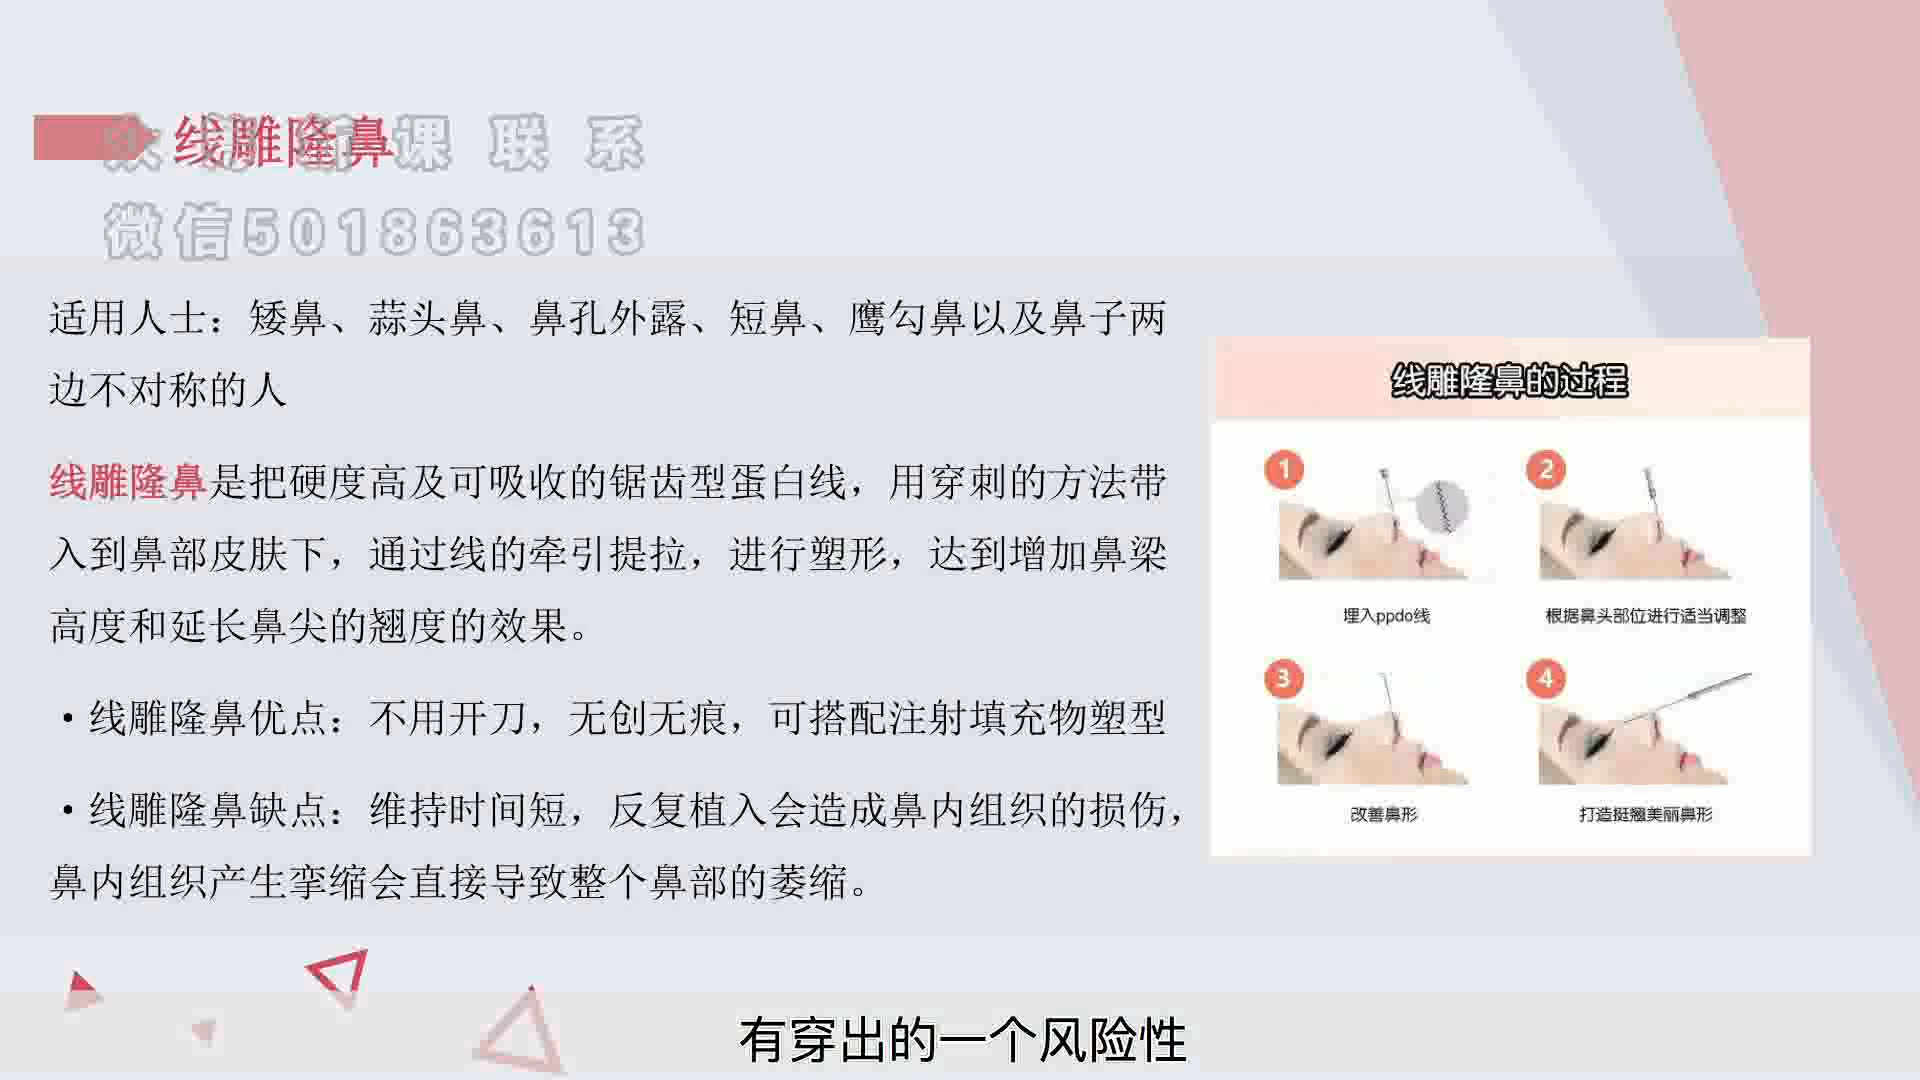 线雕隆鼻
课 联 系
微信501863613
适用人士：矮鼻、蒜头鼻、鼻孔外露、短鼻、鹰勾鼻以及鼻子两
边不对称的人
线雕隆鼻是把硬度高及可吸收的锯齿型蛋白线，用穿刺的方法带
入到鼻部皮肤下，通过线的牵引提拉，进行塑形，达到增加鼻梁
高度和延长鼻尖的翘度的效果。
·线雕隆鼻优点：不用开刀，无创无痕，可搭配注射填充物塑型
·线雕隆鼻缺点：维持时间短，反复植入会造成鼻内组织的损伤，
鼻内组织产生挛缩会直接导致整个鼻部的萎缩。
线雕隆鼻的过程
1
2
埋入ppdo线
根据鼻头部位进行适当调整
3
4
改善鼻形
打造挺翘美丽鼻形
有穿出的一个风险性